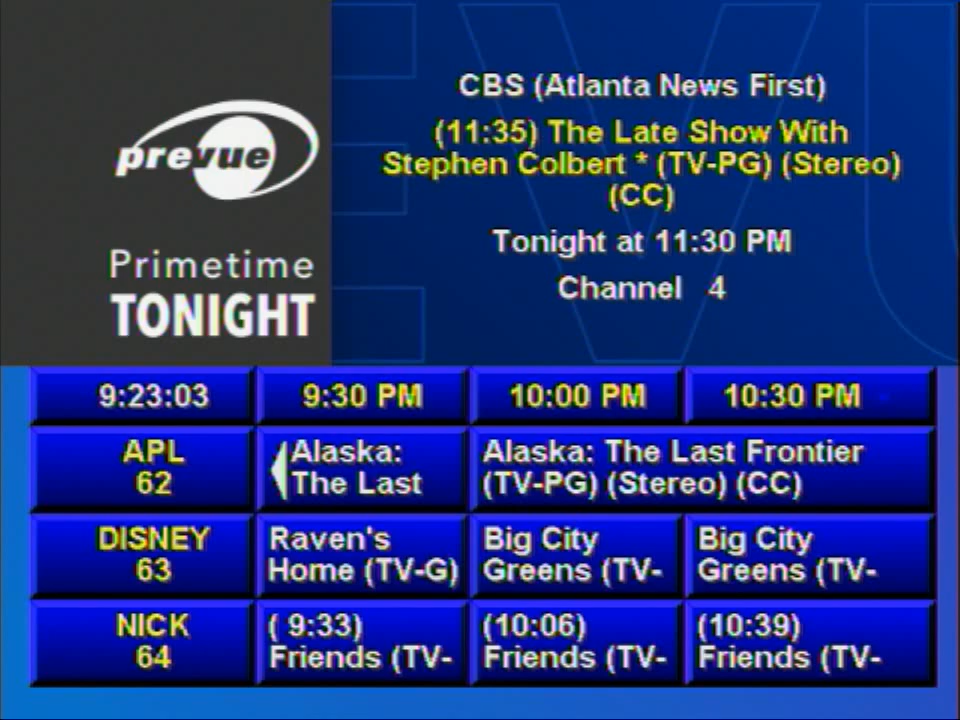 prevue
Primetime
TONIGHT
CBS (Atlanta News First)
(11:35) The Late Show With
Stephen Colbert * (TV-PG) (Stereo)
(CC)
Tonight at 11:30 PM
Channel 4
9:23:03
9:30 PM
10:00 PM
10:30 PM
APL
62
Alaska:
The Last
Alaska: The Last Frontier
(TV-PG) (Stereo) (CC)
DISNEY
63
Raven's
Home (TV-G)
Big City
Greens (TV-
Big City
Greens (TV-
NICK
64
( 9:33)
Friends (TV-
(10:06)
Friends (TV-
(10:39)
Friends (TV-